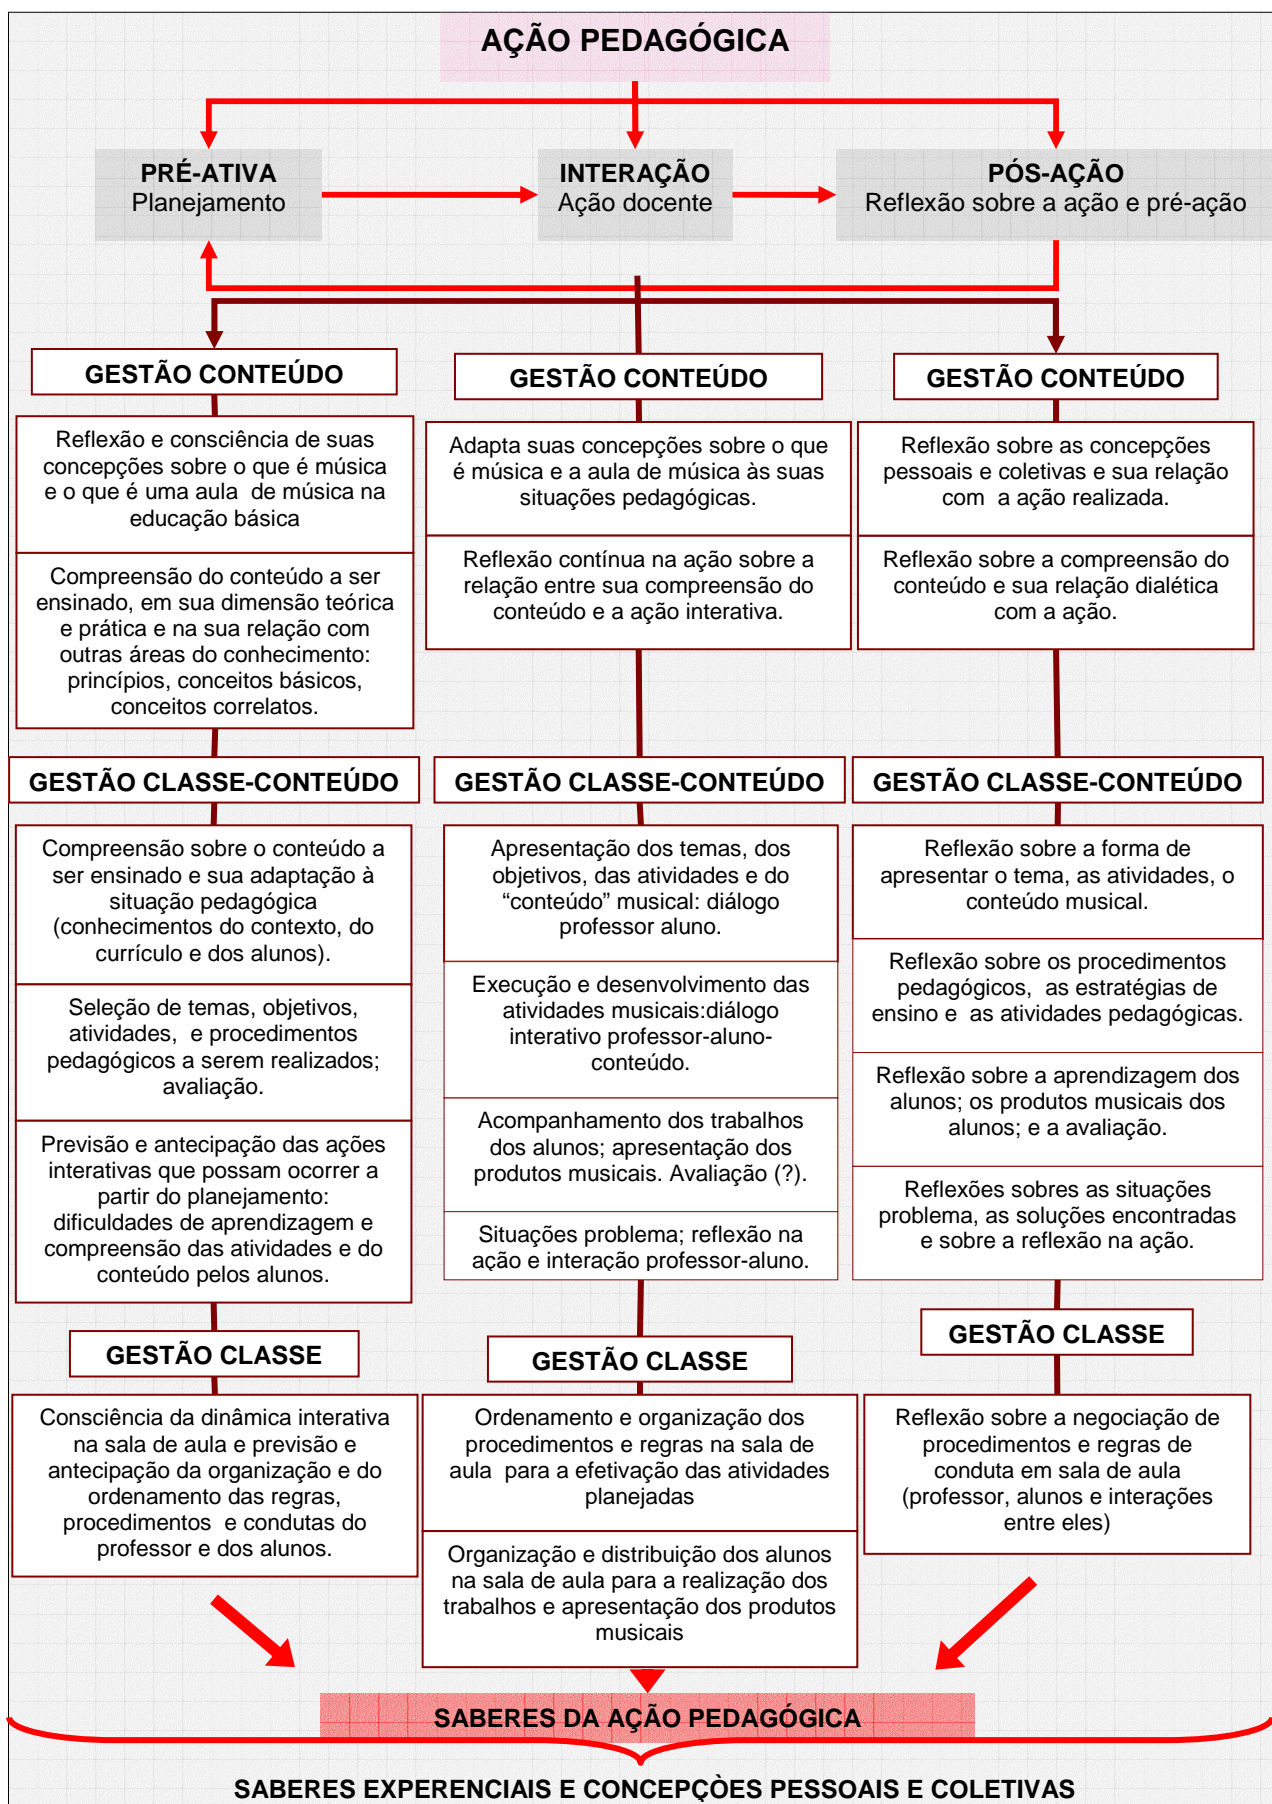 AÇÃO PEDAGÓGICA
PRÉ-ATIVA
Planejamento
INTERAÇÃO
Ação docente
PÓS-AÇÃO
Reflexão sobre a ação e pré-ação
GESTÃO CONTEÚDO
Reflexão e consciência de suas
concepções sobre o que é música
e o que é uma aula de música na
educação básica
Compreensão do conteúdo a ser
ensinado, em sua dimensão teórica
e prática e na sua relação com
outras áreas do conhecimento:
princípios, conceitos básicos,
conceitos correlatos.
GESTÃO CONTEÚDO
Adapta suas concepções sobre o que
é música e a aula de música às suas
situações pedagógicas.
Reflexão contínua na ação sobre a
relação entre sua compreensão do
conteúdo e a ação interativa.
GESTÃO CONTEÚDO
Reflexão sobre as concepções
pessoais e coletivas e sua relação
com a ação realizada.
Reflexão sobre a compreensão do
conteúdo e sua relação dialética
com a ação.
GESTÃO CLASSE-CONTEÚDO
Compreensão sobre o conteúdo a
ser ensinado e sua adaptação à
situação pedagógica
(conhecimentos do contexto, do
currículo e dos alunos).
Seleção de temas, objetivos,
atividades, e procedimentos
pedagógicos a serem realizados;
avaliação.
Previsão e antecipação das ações
interativas que possam ocorrer a
partir do planejamento:
dificuldades de aprendizagem e
compreensão das atividades e do
conteúdo pelos alunos.
GESTÃO CLASSE-CONTEÚDO
Apresentação dos temas, dos
objetivos, das atividades e do
“conteúdo” musical: diálogo
professor aluno.
Execução e desenvolvimento das
atividades musicais:diálogo
interativo professor-aluno-
conteúdo.
Acompanhamento dos trabalhos
dos alunos; apresentação dos
produtos musicais. Avaliação (?).
Situações problema; reflexão na
ação e interação professor-aluno.
GESTÃO CLASSE-CONTEÚDO
Reflexão sobre a forma de
apresentar o tema, as atividades, o
conteúdo musical.
Reflexão sobre os procedimentos
pedagógicos, as estratégias de
ensino e as atividades pedagógicas.
Reflexão sobre a aprendizagem dos
alunos; os produtos musicais dos
alunos; e a avaliação.
Reflexões sobres as situações
problema, as soluções encontradas
e sobre a reflexão na ação.
GESTÃO CLASSE
Consciência da dinâmica interativa
na sala de aula e previsão e
antecipação da organização e do
ordenamento das regras,
procedimentos e condutas do
professor e dos alunos.
GESTÃO CLASSE
Ordenamento e organização dos
procedimentos e regras na sala de
aula para a efetivação das atividades
planejadas
Organização e distribuição dos alunos
na sala de aula para a realização dos
trabalhos e apresentação dos produtos
musicais
GESTÃO CLASSE
Reflexão sobre a negociação de
procedimentos e regras de
conduta em sala de aula
(professor, alunos e interações
entre eles)
SABERES DA AÇÃO PEDAGÓGICA
SABERES EXPERENCIAIS E CONCEPÇÒES PESSOAIS E COLETIVAS